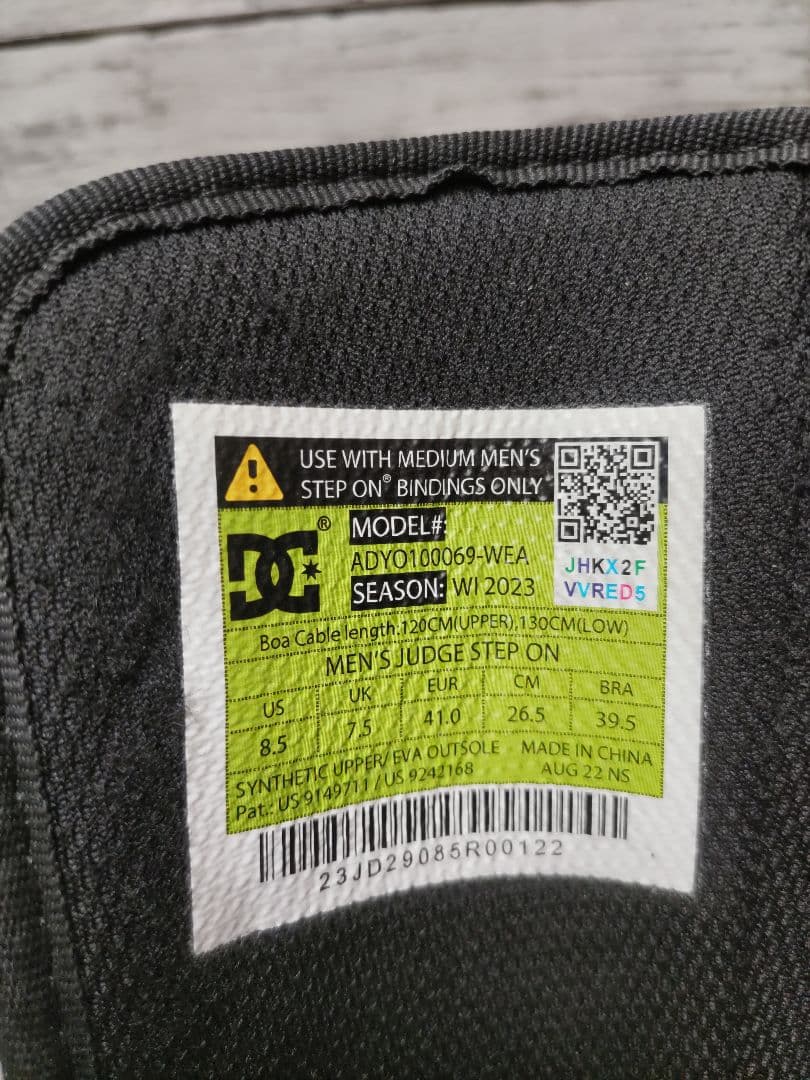 USE WITH MEDIUM MEN'S
STEP ON® BINDINGS ONLY
DC®
MODEL#:
ADYO100069-WEA
SEASON: WI 2023
JHKX2F
VVRED5
Boa Cable length.120CM(UPPER),130CM(LOW)
MEN'S JUDGE STEP ON
US UK EUR CM BRA
8.5 7.5 41.0 26.5 39.5
SYNTHETIC UPPER/EVA OUTSOLE MADE IN CHINA
Pat.: US 9149711 / US 9242168 AUG 22 NS
23JD29085R00122